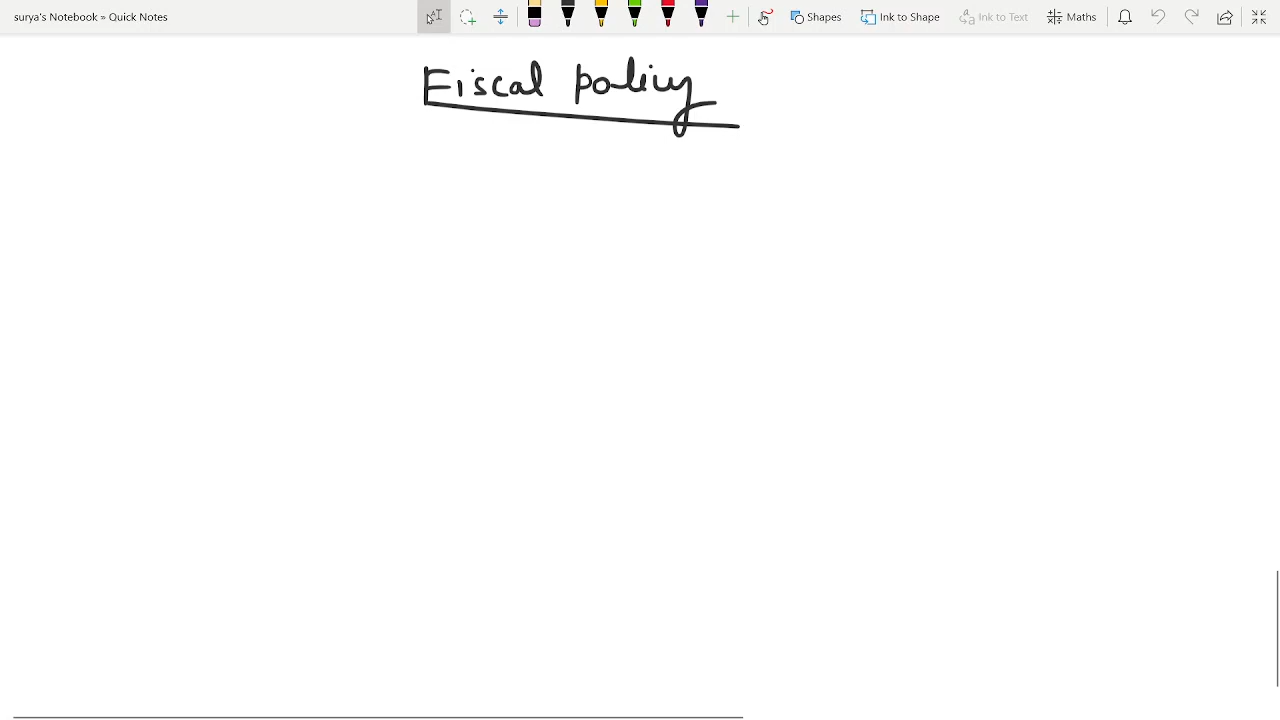 surya's Notebook » Quick Notes
Shapes
Ink to Shape
Ink to Text
Maths
Fiscal policy